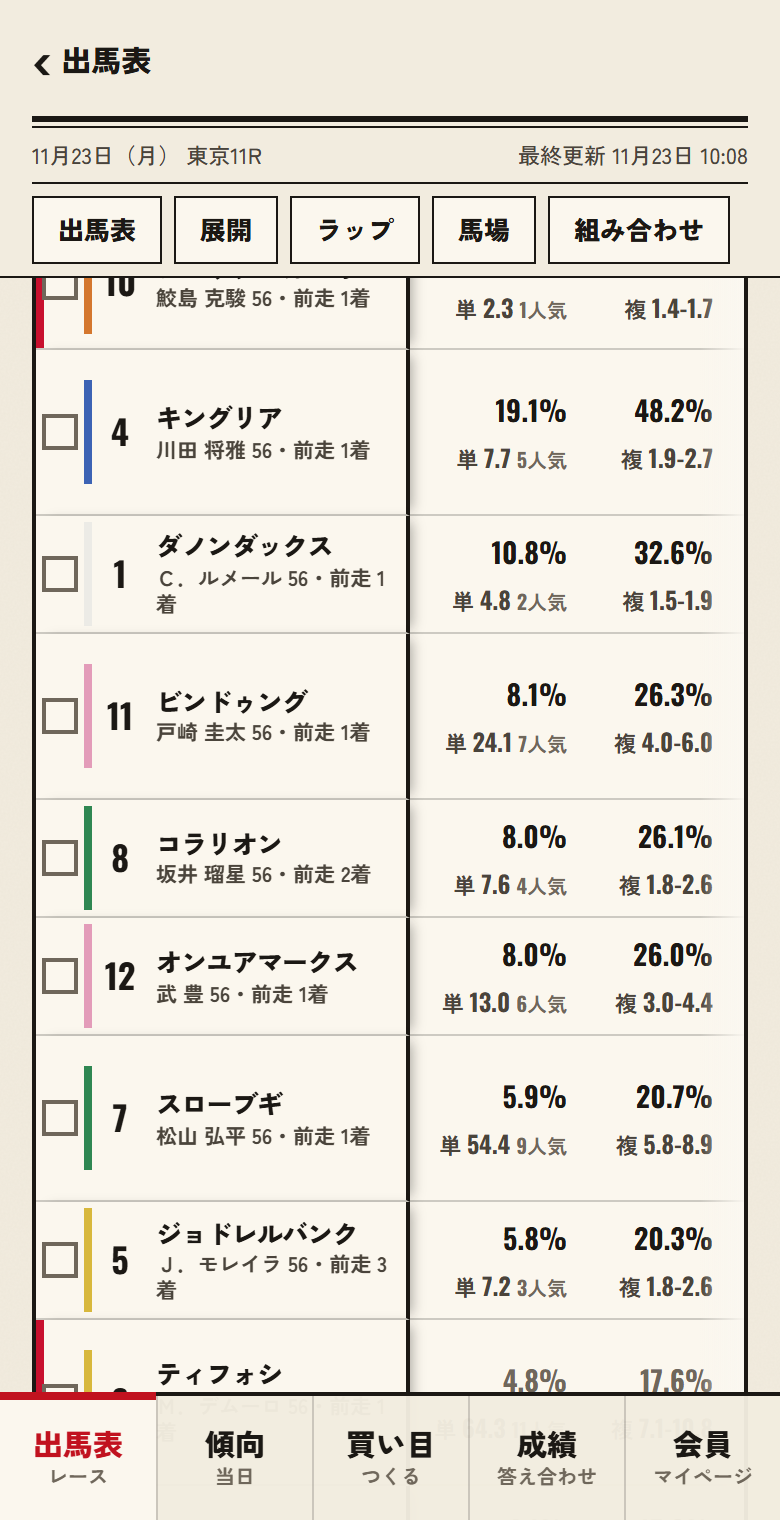 ‹ 出馬表
11月23日（月） 東京11R
最終更新 11月23日 10:08
出馬表 展開 ラップ 馬場 組み合わせ
10
鮫島 克駿 56・前走 1着
単 2.3 1人気 複 1.4-1.7
4
キングリア
川田 将雅 56・前走 1着
19.1% 48.2%
単 7.7 5人気 複 1.9-2.7
1
ダノンダックス
Ｃ．ルメール 56・前走 1
着
10.8% 32.6%
単 4.8 2人気 複 1.5-1.9
11
ビンドゥング
戸崎 圭太 56・前走 1着
8.1% 26.3%
単 24.1 7人気 複 4.0-6.0
8
コラリオン
坂井 瑠星 56・前走 2着
8.0% 26.1%
単 7.6 4人気 複 1.8-2.6
12
オンユアマークス
武 豊 56・前走 1着
8.0% 26.0%
単 13.0 6人気 複 3.0-4.4
7
スローブギ
松山 弘平 56・前走 1着
5.9% 20.7%
単 54.4 9人気 複 5.8-8.9
5
ジョドレルバンク
Ｊ．モレイラ 56・前走 3
着
5.8% 20.3%
単 7.2 3人気 複 1.8-2.6
ティフォシ
4.8% 17.6%
Ｍ．デムーロ 56・前走 1
着
単 64.3
出馬表 傾向 買い目 成績 会員
レース 当日 つくる 答え合わせ マイページ